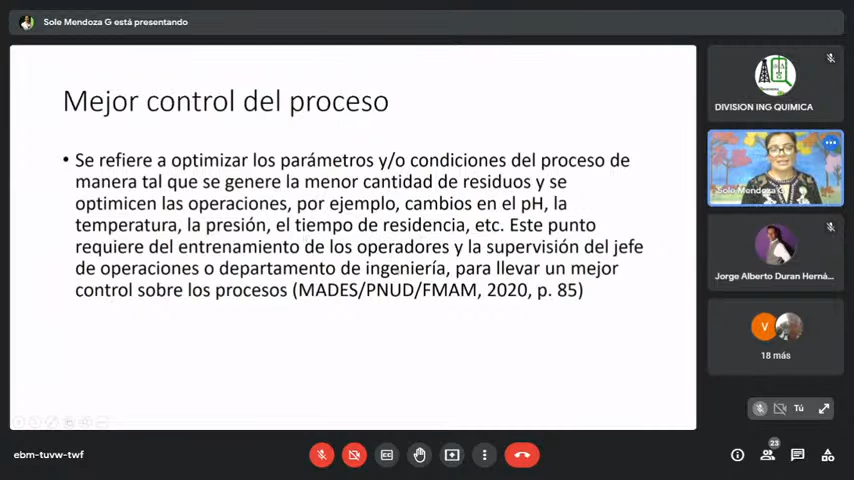 Sole Mendoza G está presentando
Mejor control del proceso
• Se refiere a optimizar los parámetros y/o condiciones del proceso de
manera tal que se genere la menor cantidad de residuos y se
optimicen las operaciones, por ejemplo, cambios en el pH, la
temperatura, la presión, el tiempo de residencia, etc. Este punto
requiere del entrenamiento de los operadores y la supervisión del jefe
de operaciones o departamento de ingeniería, para llevar un mejor
control sobre los procesos (MADES/PNUD/FMAM, 2020, p. 85)
DIVISION ING QUIMICA
Sole Mendoza G
Jorge Alberto Duran Herná...
V
18 más
Tú
ebm-tuvw-twf
23